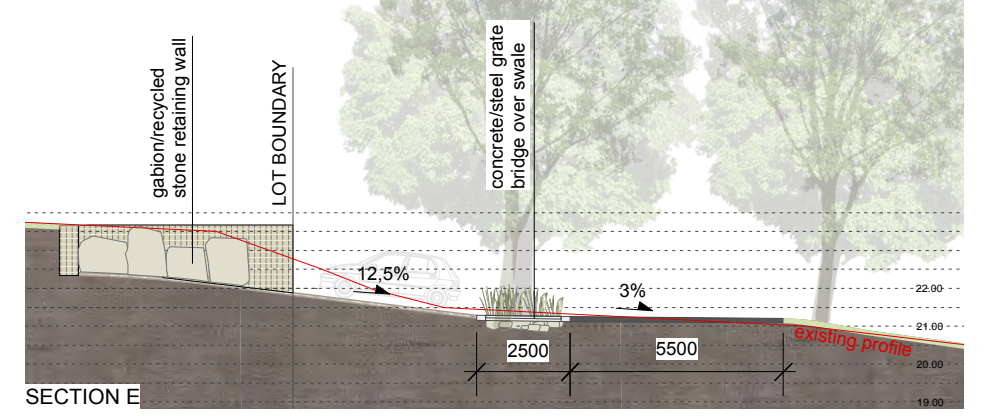 gabion/recycled
stone retaining wall
LOT BOUNDARY
concrete/steel grate
bridge over swale
12,5%
3%
22.00
21.00
existing profile
2500
5500
20.00
SECTION E
19.00